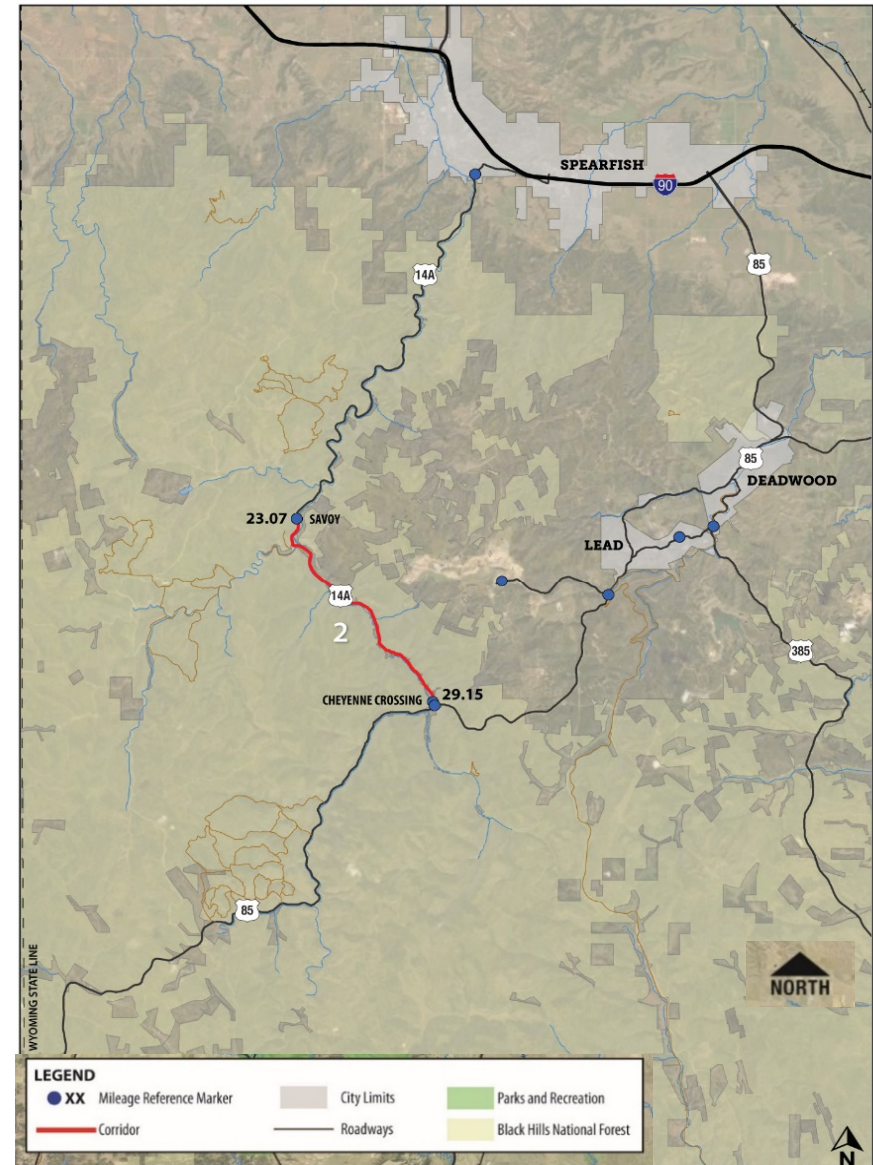 SPEARFISH
90
14A
85
85
DEADWOOD
23.07 SAVOY
LEAD
14A
2
385
CHEYENNE CROSSING 29.15
85
WYOMING STATE LINE
NORTH
LEGEND
XX Mileage Reference Marker
City Limits
Parks and Recreation
Corridor
Roadways
Black Hills National Forest
N